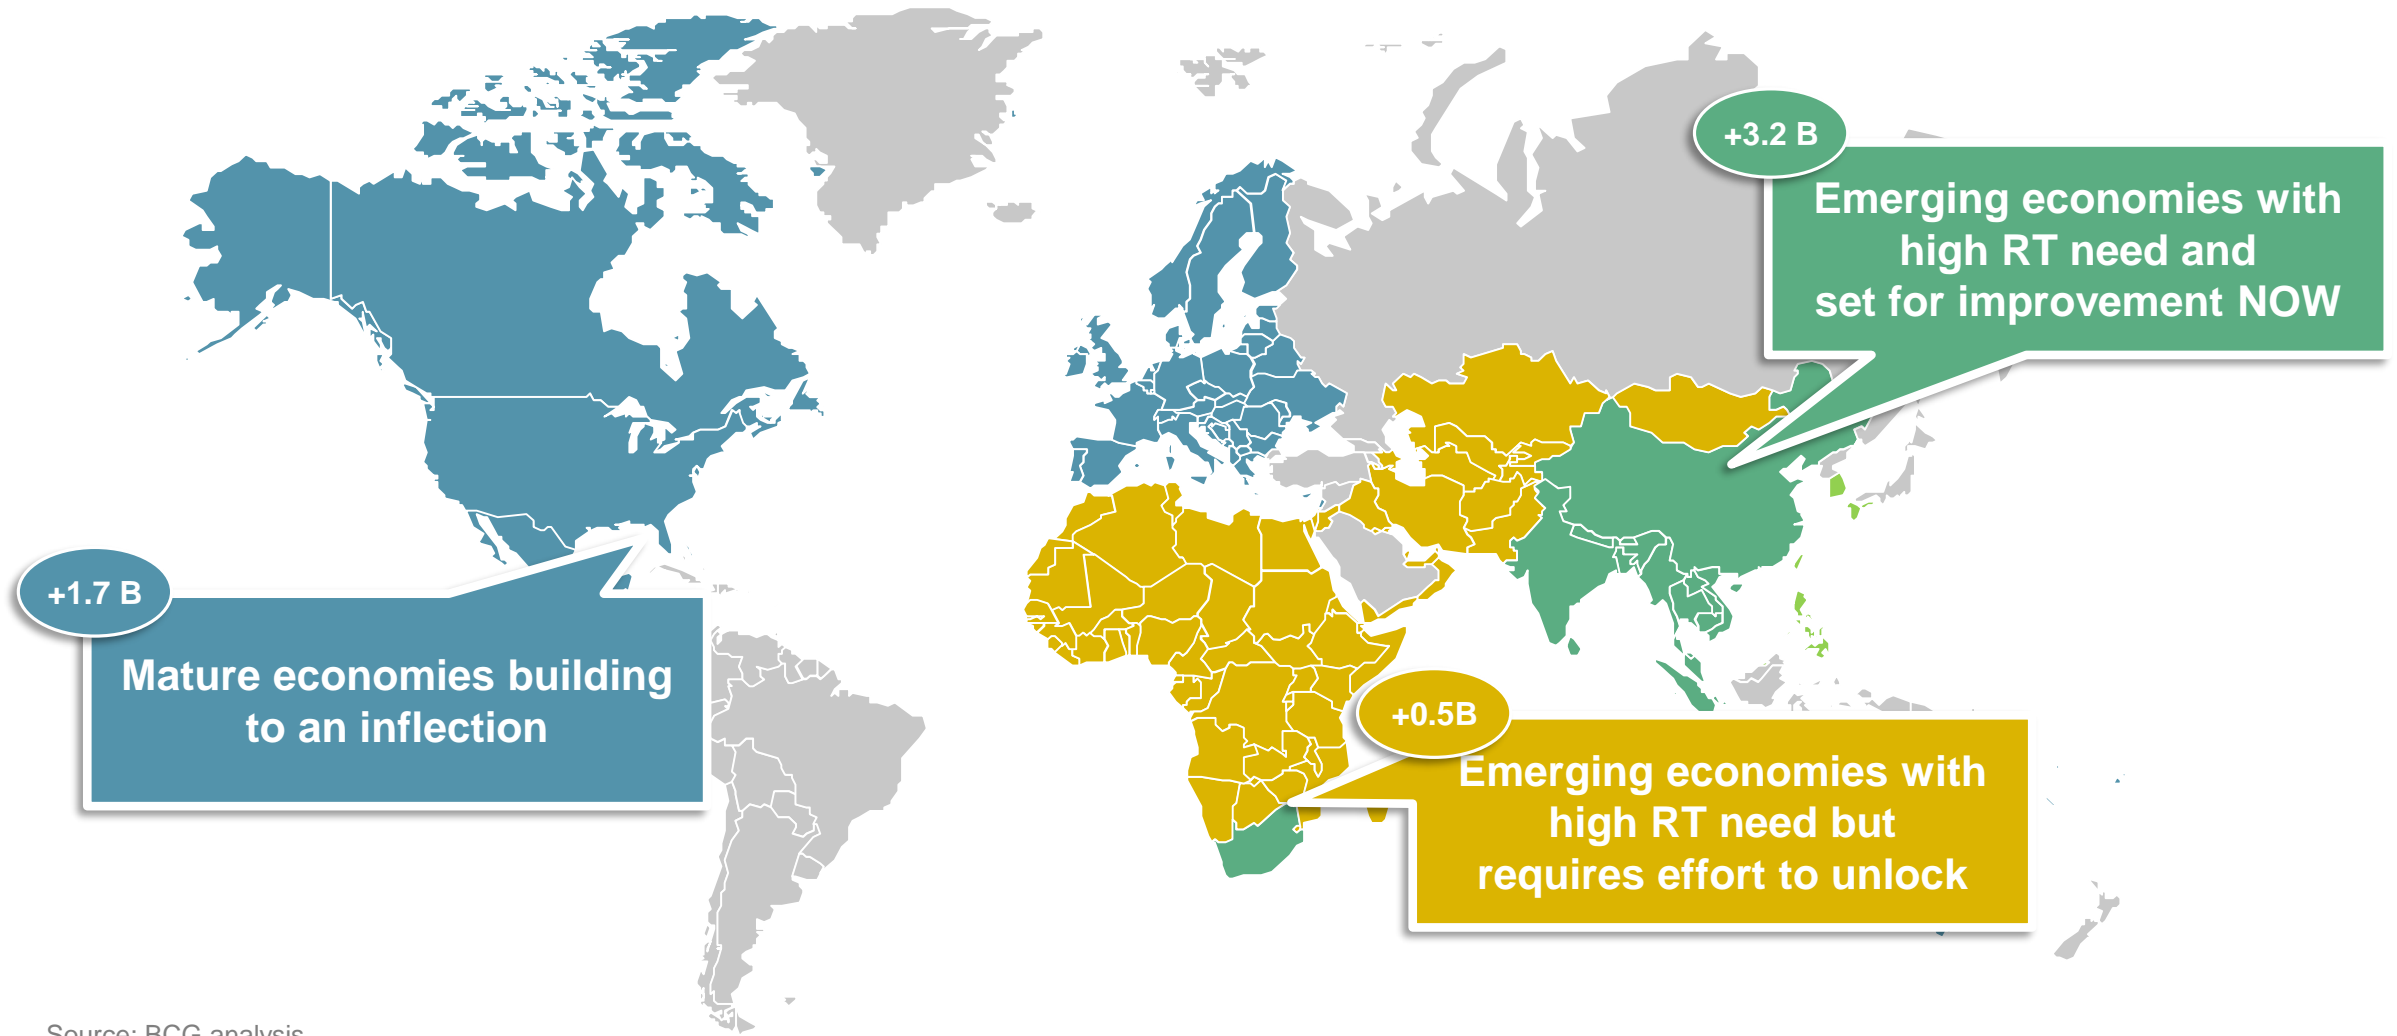 +3.2 B
Emerging economies with
high RT need and
set for improvement NOW
+1.7 B
Mature economies building
to an inflection
+0.5B
Emerging economies with
high RT need but
requires effort to unlock
Source: BCG analysis